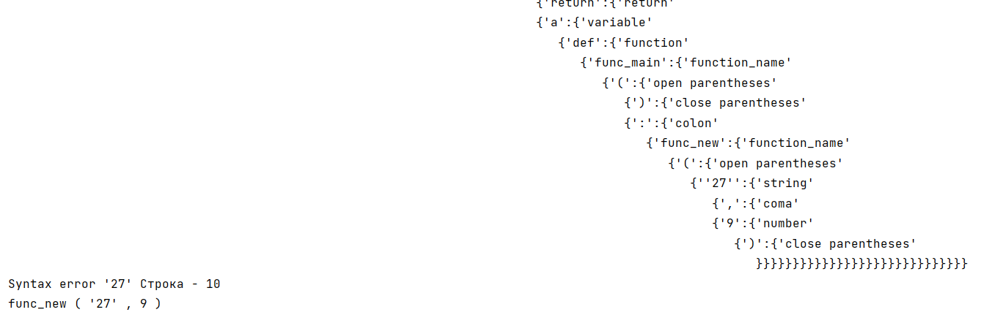 {'return':{'return'
{'a':{'variable'
{'def':{'function'
{'func_main':{'function_name'
{'(':{'open parentheses'
{')':{'close parentheses'
{':':{'colon'
{'func_new':{'function_name'
{'(':{'open parentheses'
{''27'':{'string'
{',':{'coma'
{'9':{'number'
{')':{'close parentheses'
}}}}}}}}}}}}}}}}}}}}}}}}}}}}}
Syntax error '27' Строка - 10
func_new ( '27' , 9 )